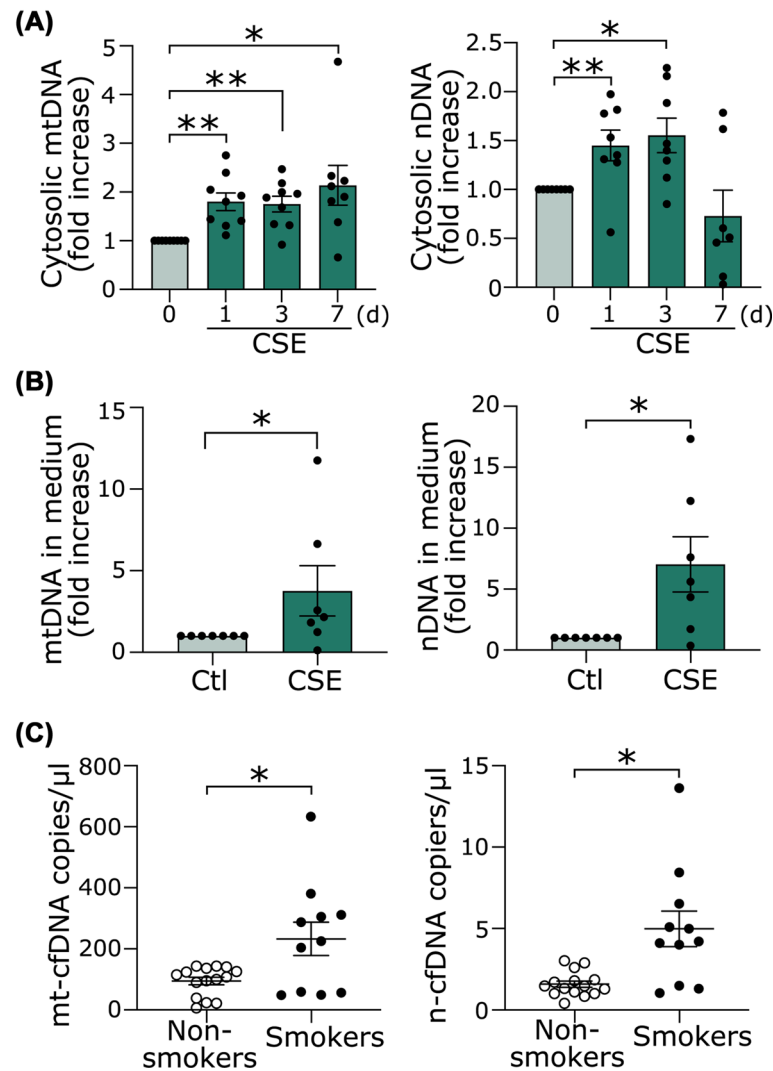 (A)
Cytosolic mtDNA
(fold increase)
5
4
3
2
1
*
**
**
0 1 3 7 (d)
CSE
Cytosolic nDNA
(fold increase)
2.5
2.0
1.5
1.0
0.5
0
*
**
0 1 3 7 (d)
CSE
(B)
mtDNA in medium
(fold increase)
15
10
5
0
*
Ctl CSE
nDNA in medium
(fold increase)
20
15
10
5
0
*
Ctl CSE
(C)
mt-cfDNA copies/µl
800
600
400
200
0
*
Non-
smokers
Smokers
n-cfDNA copiers/µl
15
10
5
0
*
Non-
smokers
Smokers